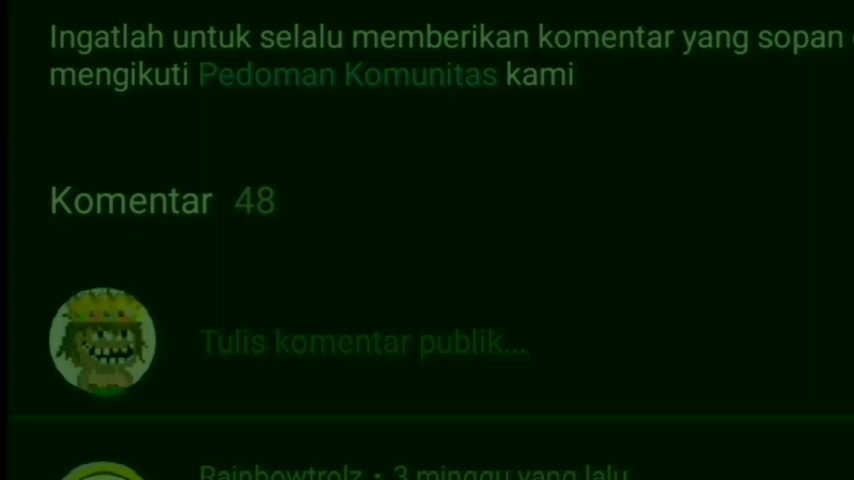 Ingatlah untuk selalu memberikan komentar yang sopan
mengikuti Pedoman Komunitas kami
Komentar 48
Tulis komentar publik...
Rainbowtrolz • 3 minggu yang lalu